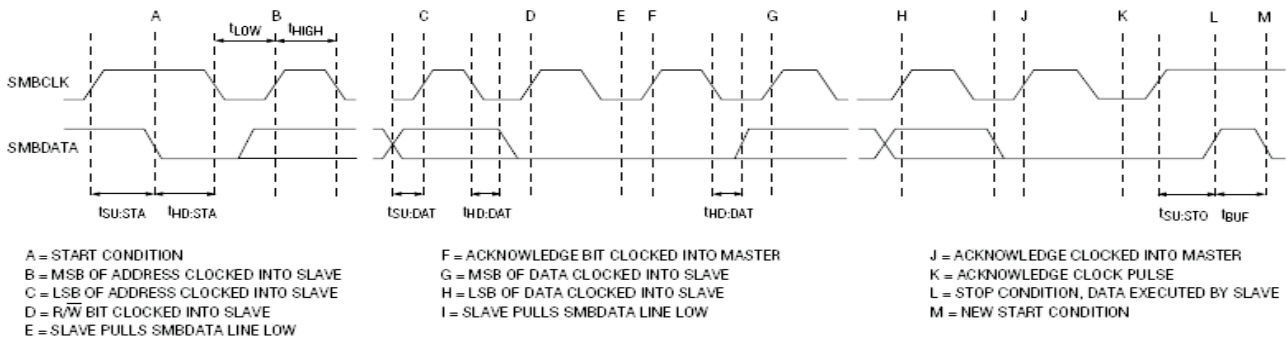 A B C D E F G H I J K L M
tLOW tHIGH
SMBCLK
SMBDATA
tSU:STA tHD:STA tSU:DAT tHD:DAT tHD:DAT tSU:STO tBUF
A = START CONDITION
B = MSB OF ADDRESS CLOCKED INTO SLAVE
C = LSB OF ADDRESS CLOCKED INTO SLAVE
D = R/W̅ BIT CLOCKED INTO SLAVE
E = SLAVE PULLS SMBDATA LINE LOW
F = ACKNOWLEDGE BIT CLOCKED INTO MASTER
G = MSB OF DATA CLOCKED INTO SLAVE
H = LSB OF DATA CLOCKED INTO SLAVE
I = SLAVE PULLS SMBDATA LINE LOW
J = ACKNOWLEDGE CLOCKED INTO MASTER
K = ACKNOWLEDGE CLOCK PULSE
L = STOP CONDITION, DATA EXECUTED BY SLAVE
M = NEW START CONDITION